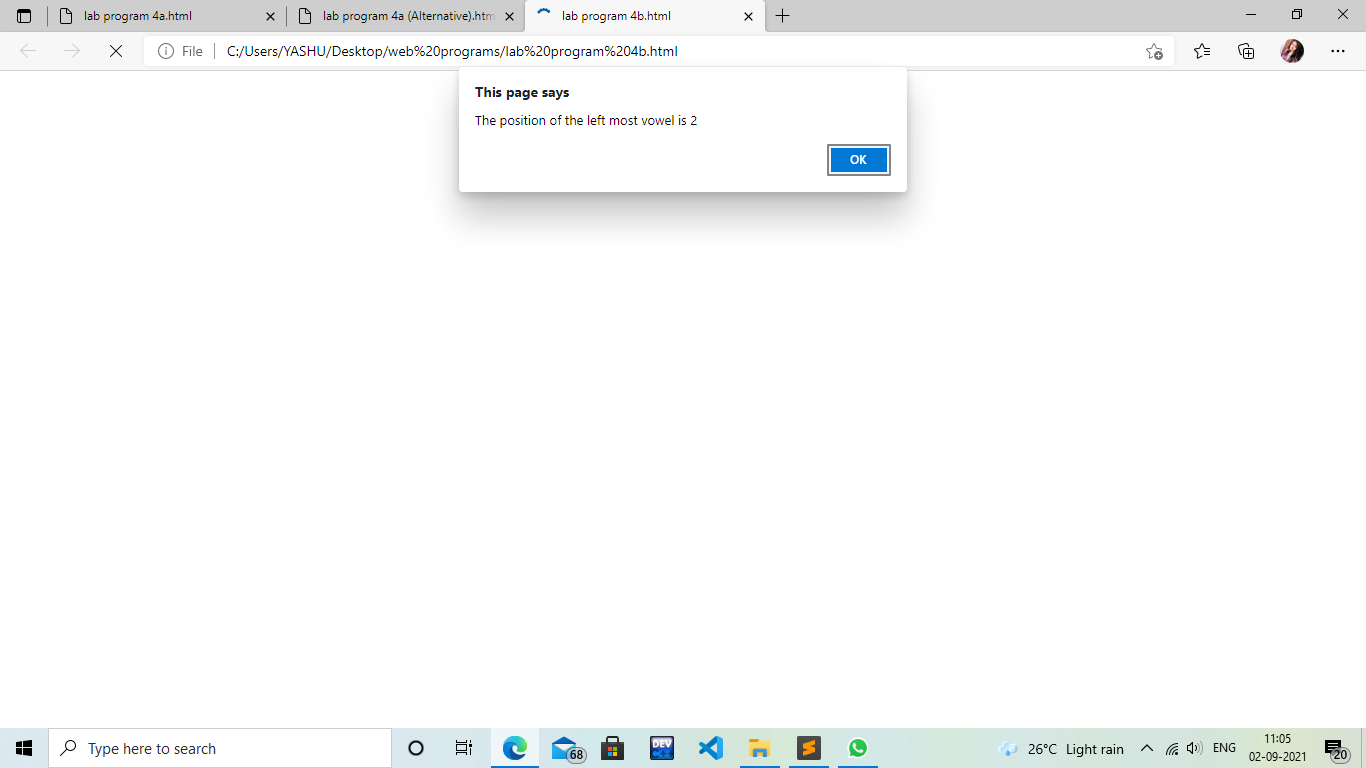 lab program 4a.html
lab program 4a (Alternative).htm
lab program 4b.html
File
C:/Users/YASHU/Desktop/web%20programs/lab%20program%204b.html
This page says
The position of the left most vowel is 2
OK
Type here to search
68
DEV
C++
26°C Light rain
ENG
11:05
02-09-2021
20